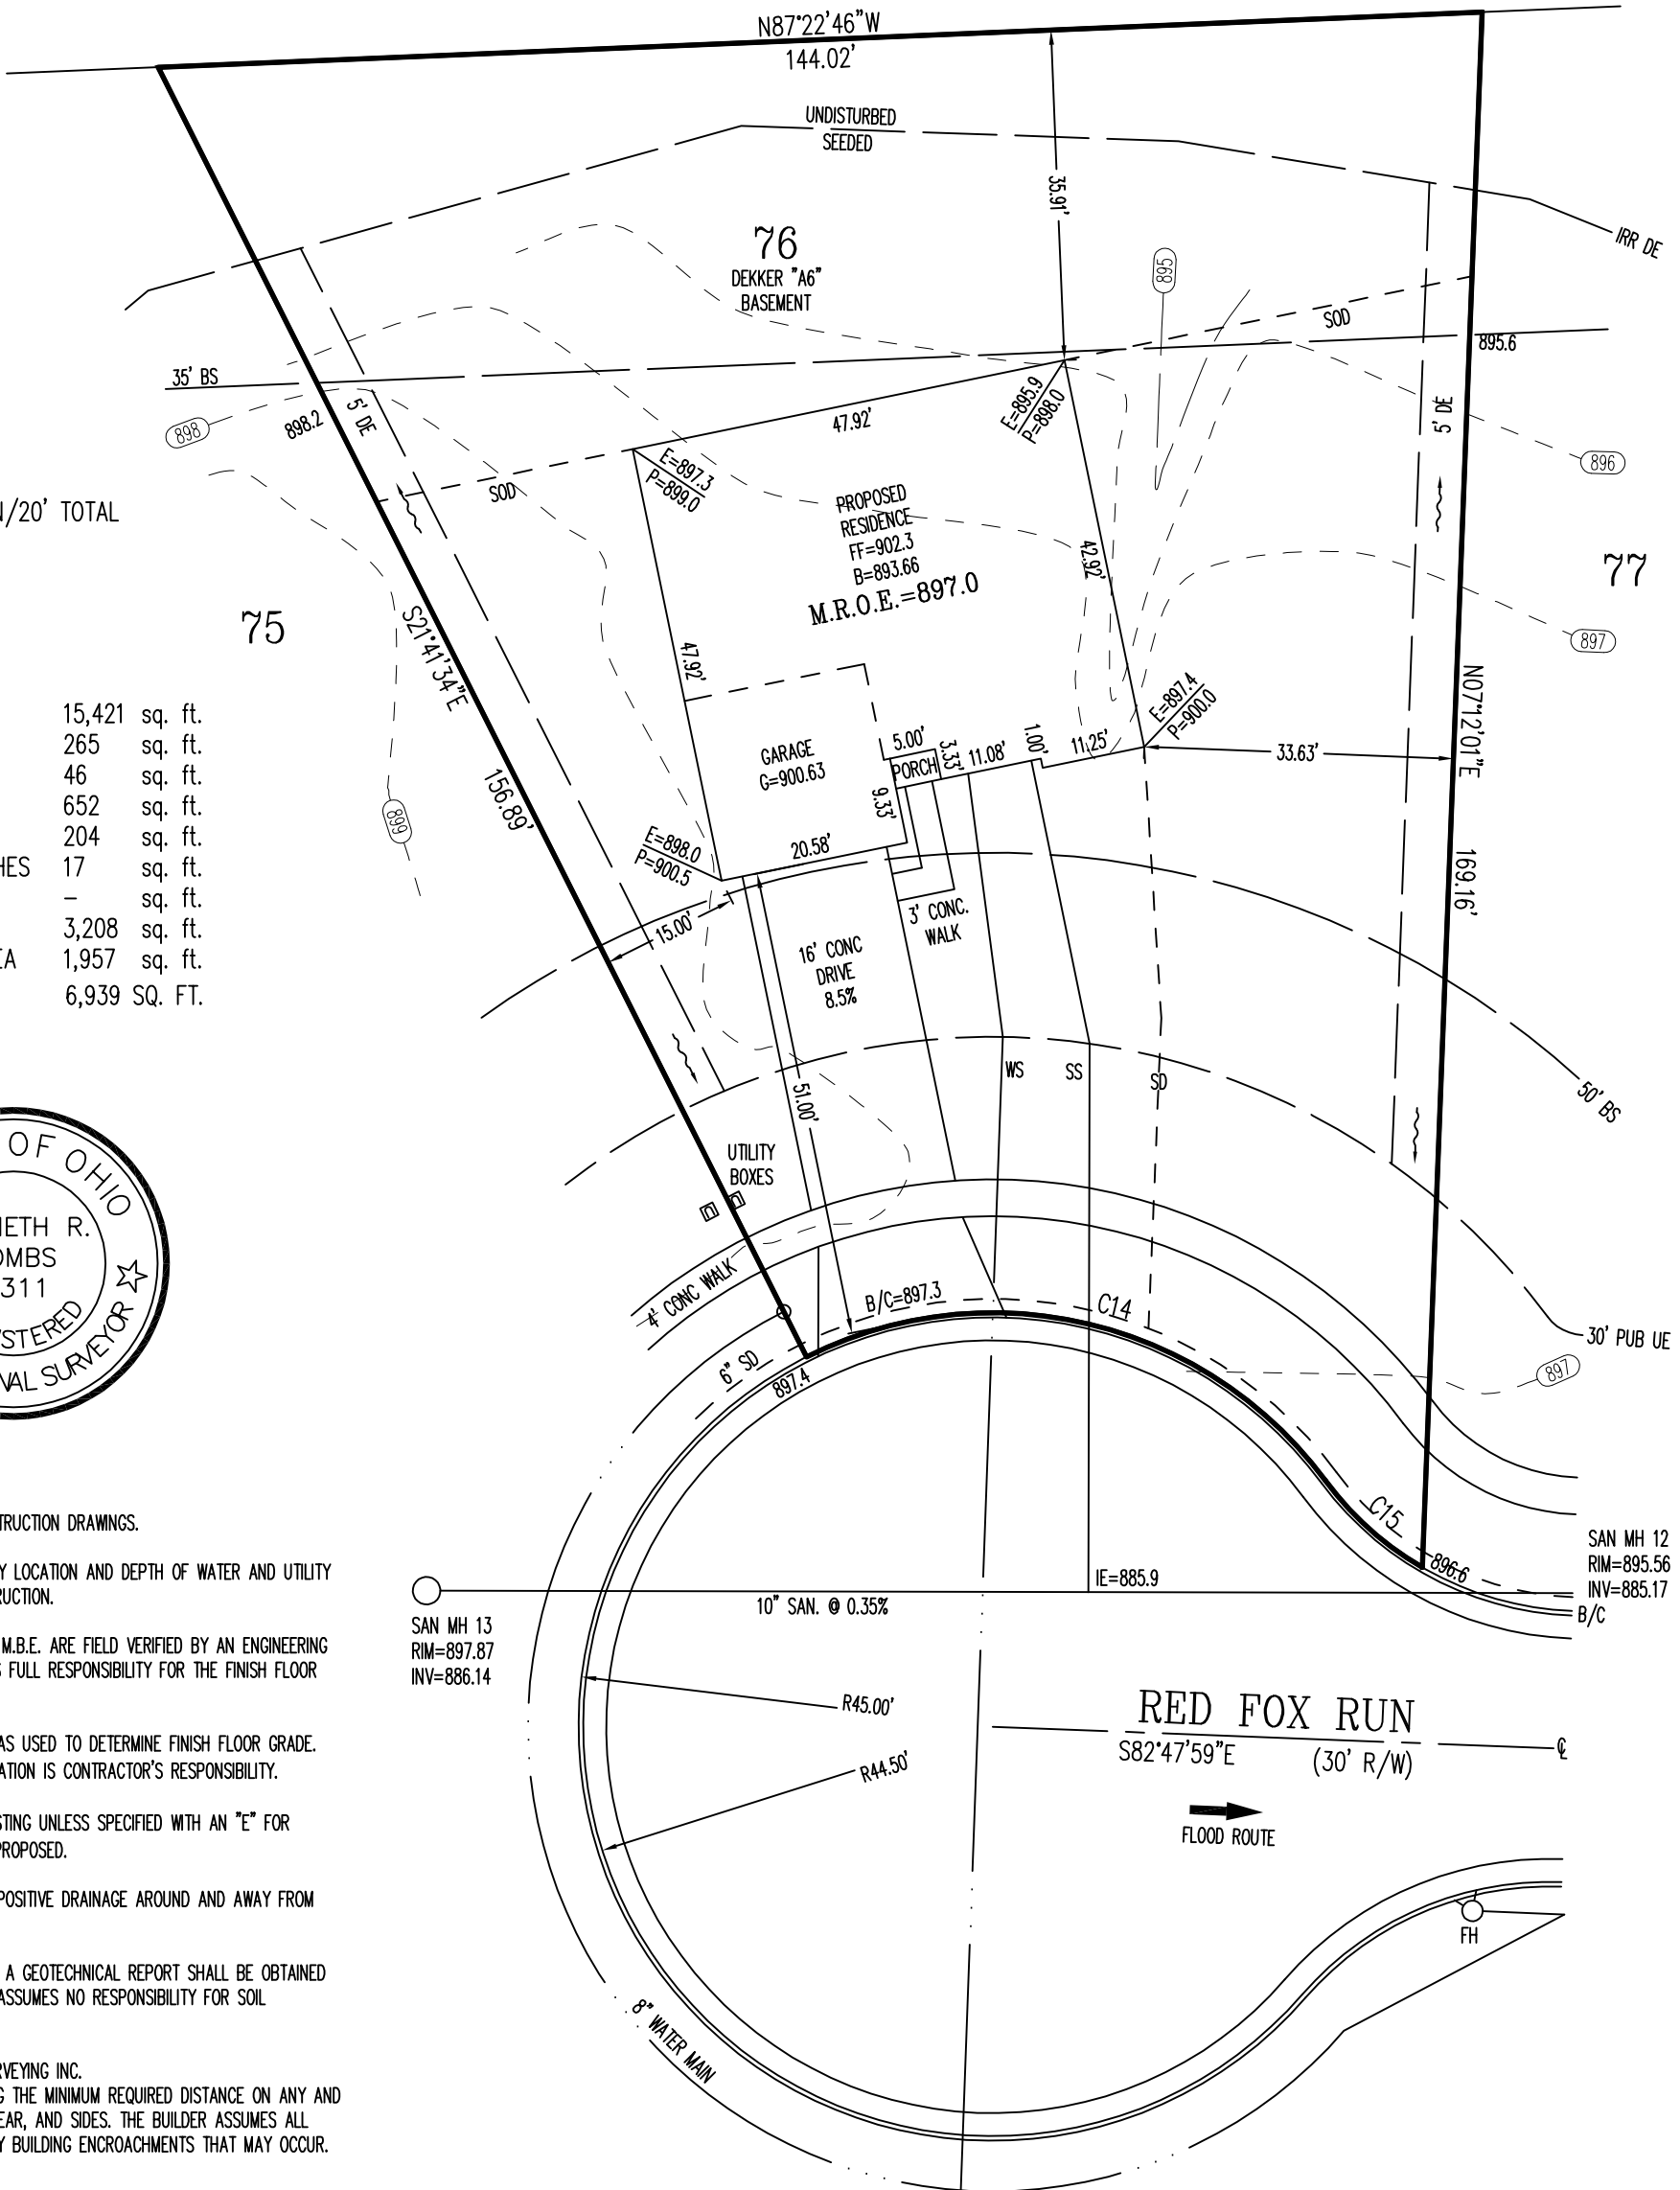 N87°22'46"W
144.02'
UNDISTURBED
SEEDED
35.91'
76
DEKKER "A6"
BASEMENT
895
IRR DE
SOD
895.6
35' BS
5' DE
898
898.2
47.92'
E=895.9
P=898.0
5' DE
896
SOD
E=897.3
P=899.0
N/20' TOTAL
PROPOSED
RESIDENCE
FF=902.3
B=893.66
M.R.O.E.=897.0
42.92'
77
75
S21°41'34"E
156.89'
47.92'
897
N07°12'01"E
169.16'
E=897.4
P=900.0
33.63'
15,421 sq. ft.
265 sq. ft.
46 sq. ft.
652 sq. ft.
204 sq. ft.
HES 17 sq. ft.
- sq. ft.
3,208 sq. ft.
EA 1,957 sq. ft.
6,939 SQ. FT.
GARAGE
G=900.63
5.00'
PORCH
3.33'
11.08'
1.00'
11.25'
9.33'
899
E=898.0
P=900.5
20.58'
15.00'
3' CONC.
WALK
16' CONC
DRIVE
8.5%
51.00'
WS
SS
SD
50' BS
UTILITY
BOXES
OF OHIO
NETH R.
OMBS
311
STERED
NAL SURVEYOR
4' CONC WALK
B/C=897.3
C14
30' PUB UE
897
6" SD
897.4
C15
896.6
SAN MH 12
RIM=895.56
INV=885.17
B/C
IE=885.9
10" SAN. @ 0.35%
SAN MH 13
RIM=897.87
INV=886.14
TRUCTION DRAWINGS.
Y LOCATION AND DEPTH OF WATER AND UTILITY
RUCTION.
M.B.E. ARE FIELD VERIFIED BY AN ENGINEERING
S FULL RESPONSIBILITY FOR THE FINISH FLOOR
AS USED TO DETERMINE FINISH FLOOR GRADE.
ATION IS CONTRACTOR'S RESPONSIBILITY.
STING UNLESS SPECIFIED WITH AN "E" FOR
PROPOSED.
POSITIVE DRAINAGE AROUND AND AWAY FROM
A GEOTECHNICAL REPORT SHALL BE OBTAINED
ASSUMES NO RESPONSIBILITY FOR SOIL
RVEYING INC.
G THE MINIMUM REQUIRED DISTANCE ON ANY AND
EAR, AND SIDES. THE BUILDER ASSUMES ALL
Y BUILDING ENCROACHMENTS THAT MAY OCCUR.
R45.00'
R44.50'
RED FOX RUN
S82°47'59"E (30' R/W)
℄
FLOOD ROUTE
FH
8" WATER MAIN